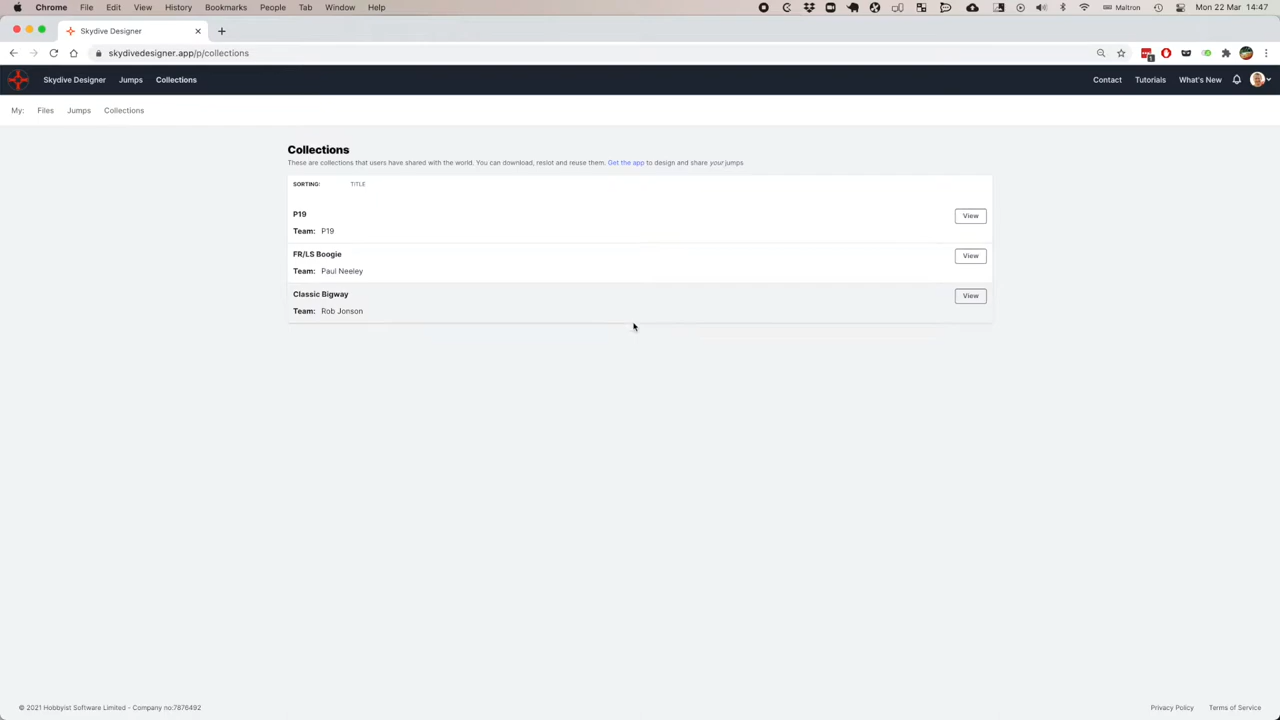 Chrome File Edit View History Bookmarks People Tab Window Help Maltron Mon 22 Mar 14:47
Skydive Designer
skydivedesigner.app/p/collections
Skydive Designer Jumps Collections Contact Tutorials What's New
My: Files Jumps Collections
Collections
These are collections that users have shared with the world. You can download, reslot and reuse them. Get the app to design and share your jumps
SORTING: TITLE
P19
View
Team: P19
FR/LS Boogie
View
Team: Paul Neeley
Classic Bigway
View
Team: Rob Jonson
© 2021 Hobbyist Software Limited - Company no:7876492 Privacy Policy Terms of Service